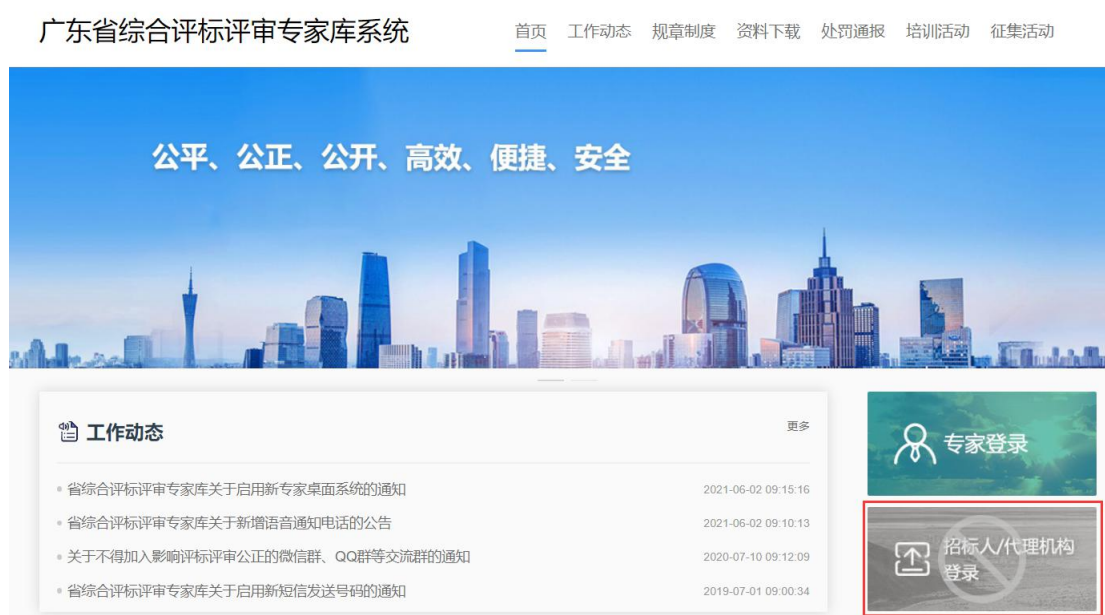 广东省综合评标评审专家库系统
首页 工作动态 规章制度 资料下载 处罚通报 培训活动 征集活动
公平、公正、公开、高效、便捷、安全
工作动态
更多
省综合评标评审专家库关于启用新专家桌面系统的通知 2021-06-02 09:15:16
省综合评标评审专家库关于新增语音通知电话的公告 2021-06-02 09:10:13
关于不得加入影响评标评审公正的微信群、QQ群等交流群的通知 2020-07-10 09:12:09
省综合评标评审专家库关于启用新短信发送号码的通知 2019-07-01 09:00:34
专家登录
招标人/代理机构
登录